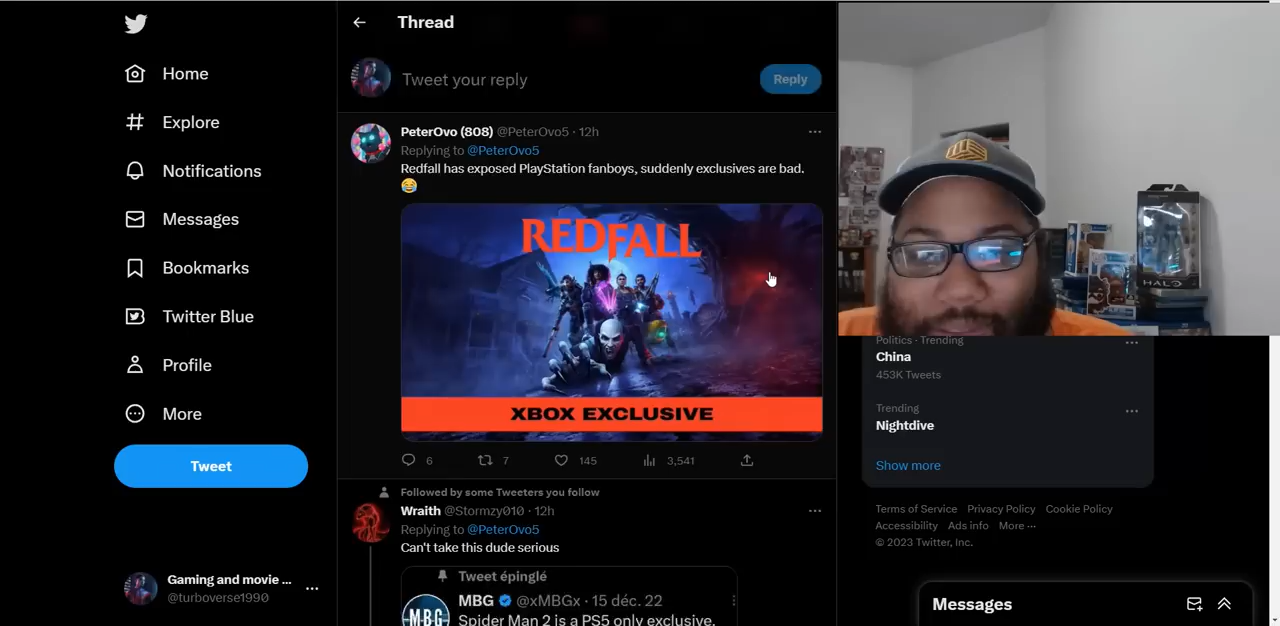 Thread
Home
Explore
Notifications
Messages
Bookmarks
Twitter Blue
Profile
More
Tweet
Gaming and movie ...
@turboverse1990
Tweet your reply
Reply
PeterOvo (808) @PeterOvo5 · 12h
Replying to @PeterOvo5
Redfall has exposed PlayStation fanboys, suddenly exclusives are bad.
😂
REDFALL
XBOX EXCLUSIVE
6 7 145 3,541
Followed by some Tweeters you follow
Wraith @Stormzy010 · 12h
Replying to @PeterOvo5
Can't take this dude serious
Tweet épinglé
MBG @xMBGx · 15 déc. 22
Spider Man 2 is a PS5 only exclusive.
MBG
HALO
Politics · Trending
China
453K Tweets
Trending
Nightdive
Show more
Terms of Service Privacy Policy Cookie Policy
Accessibility Ads info More ...
© 2023 Twitter, Inc.
Messages